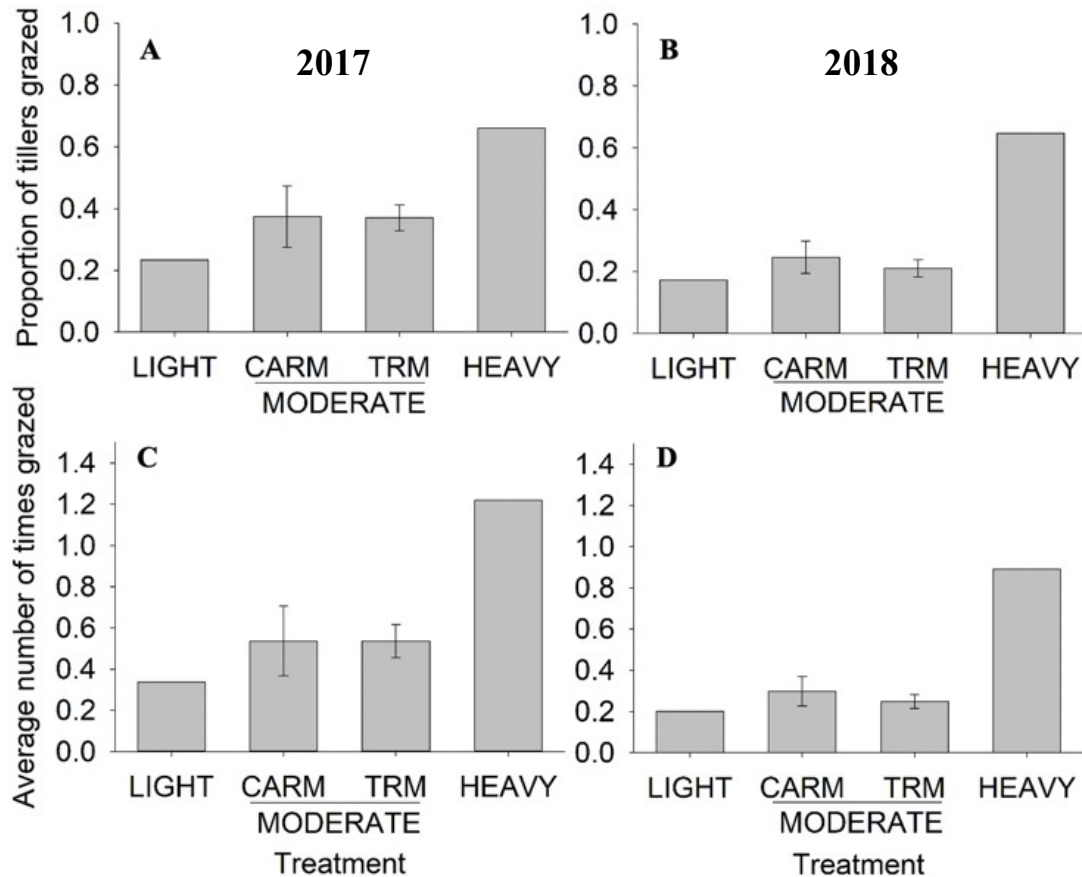 Proportion of tillers grazed
1.0
0.8
0.6
0.4
0.2
0.0
A
2017
LIGHT CARM TRM HEAVY
MODERATE
1.0
0.8
0.6
0.4
0.2
0.0
B
2018
LIGHT CARM TRM HEAVY
MODERATE
Average number of times grazed
1.4
1.2
1.0
0.8
0.6
0.4
0.2
0.0
C
LIGHT CARM TRM HEAVY
MODERATE
Treatment
1.4
1.2
1.0
0.8
0.6
0.4
0.2
0.0
D
LIGHT CARM TRM HEAVY
MODERATE
Treatment